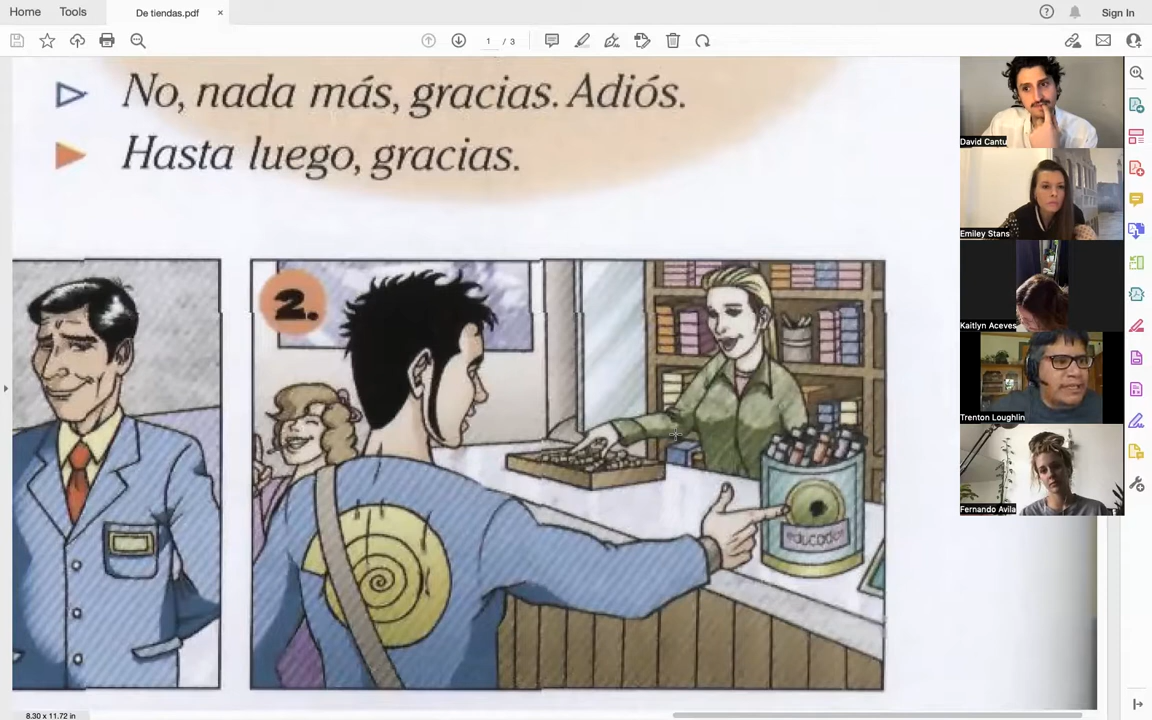 Home
Tools
De tiendas.pdf
×
Sign In
1 / 3
No, nada más, gracias. Adiós.
Hasta luego, gracias.
2.
educador
David Cantu
Emiley Stans
Kaitlyn Aceves
Trenton Loughlin
Fernando Avila
8.30 x 11.72 in